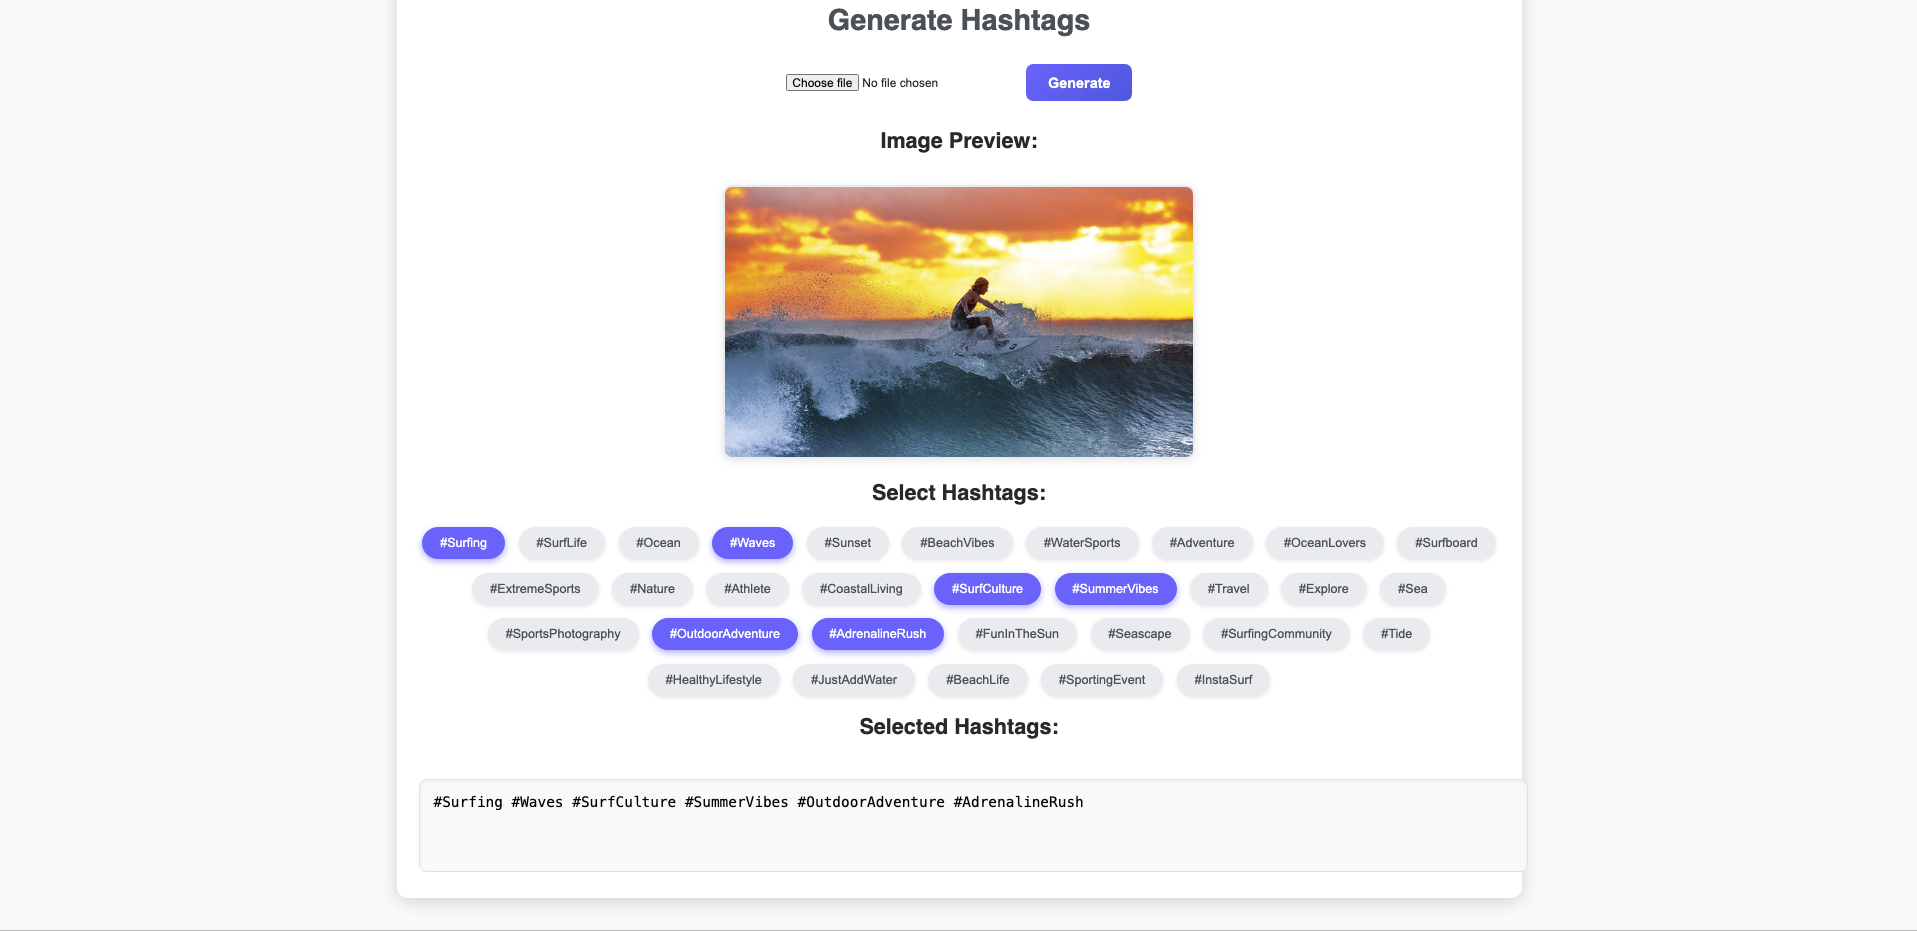 Generate Hashtags
Choose file No file chosen
Generate
Image Preview:
Select Hashtags:
#Surfing #SurfLife #Ocean #Waves #Sunset #BeachVibes #WaterSports #Adventure #OceanLovers #Surfboard
#ExtremeSports #Nature #Athlete #CoastalLiving #SurfCulture #SummerVibes #Travel #Explore #Sea
#SportsPhotography #OutdoorAdventure #AdrenalineRush #FunInTheSun #Seascape #SurfingCommunity #Tide
#HealthyLifestyle #JustAddWater #BeachLife #SportingEvent #InstaSurf
Selected Hashtags:
#Surfing #Waves #SurfCulture #SummerVibes #OutdoorAdventure #AdrenalineRush